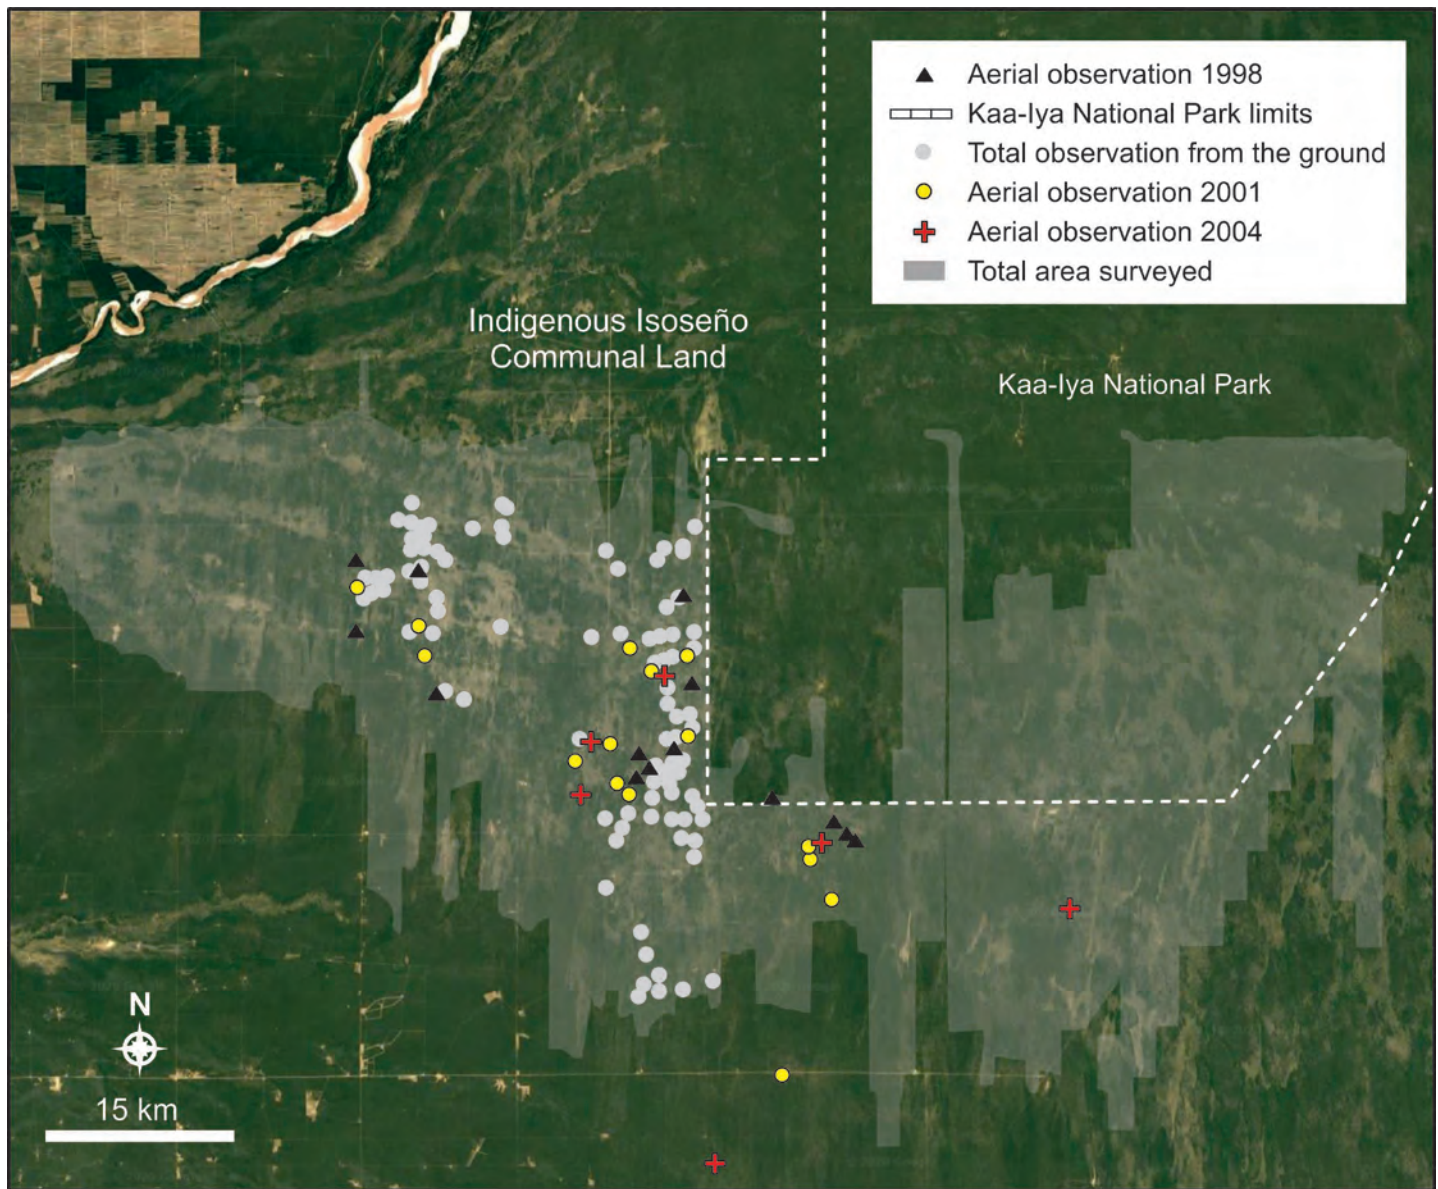 Aerial observation 1998
Kaa-Iya National Park limits
Total observation from the ground
Aerial observation 2001
Aerial observation 2004
Total area surveyed
Indigenous Isoseño
Communal Land
Kaa-Iya National Park
N
15 km